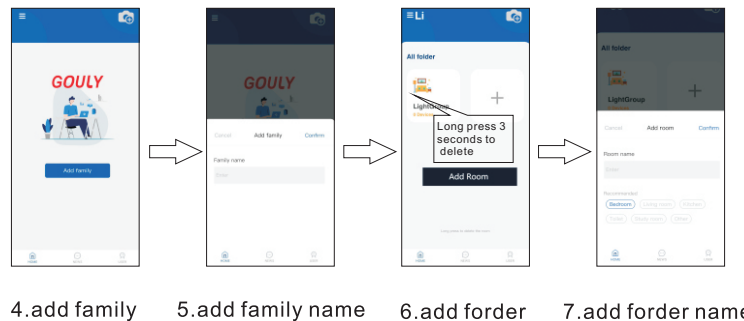 GOULY
Add family
4.add family
GOULY
Cancel Add family Confirm
Family name
Enter
5.add family name
Li
All folder
LightGroup
Long press 3
seconds to
delete
Add Room
6.add forder
All folder
LightGroup
Cancel Add room Confirm
Room name
Enter
Recommended
Bedroom Living room Kitchen
Toilet Study room Other
7.add forder name